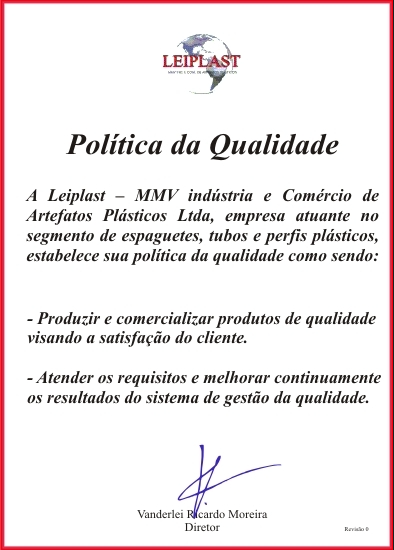 LEIPLAST
MMV IND E COM DE ARTEFATOS PLÁSTICOS
Política da Qualidade
A Leiplast – MMV indústria e Comércio de
Artefatos Plásticos Ltda, empresa atuante no
segmento de espaguetes, tubos e perfis plásticos,
estabelece sua política da qualidade como sendo:
- Produzir e comercializar produtos de qualidade
visando a satisfação do cliente.
- Atender os requisitos e melhorar continuamente
os resultados do sistema de gestão da qualidade.
Vanderlei Ricardo Moreira
Diretor
Revisão 0